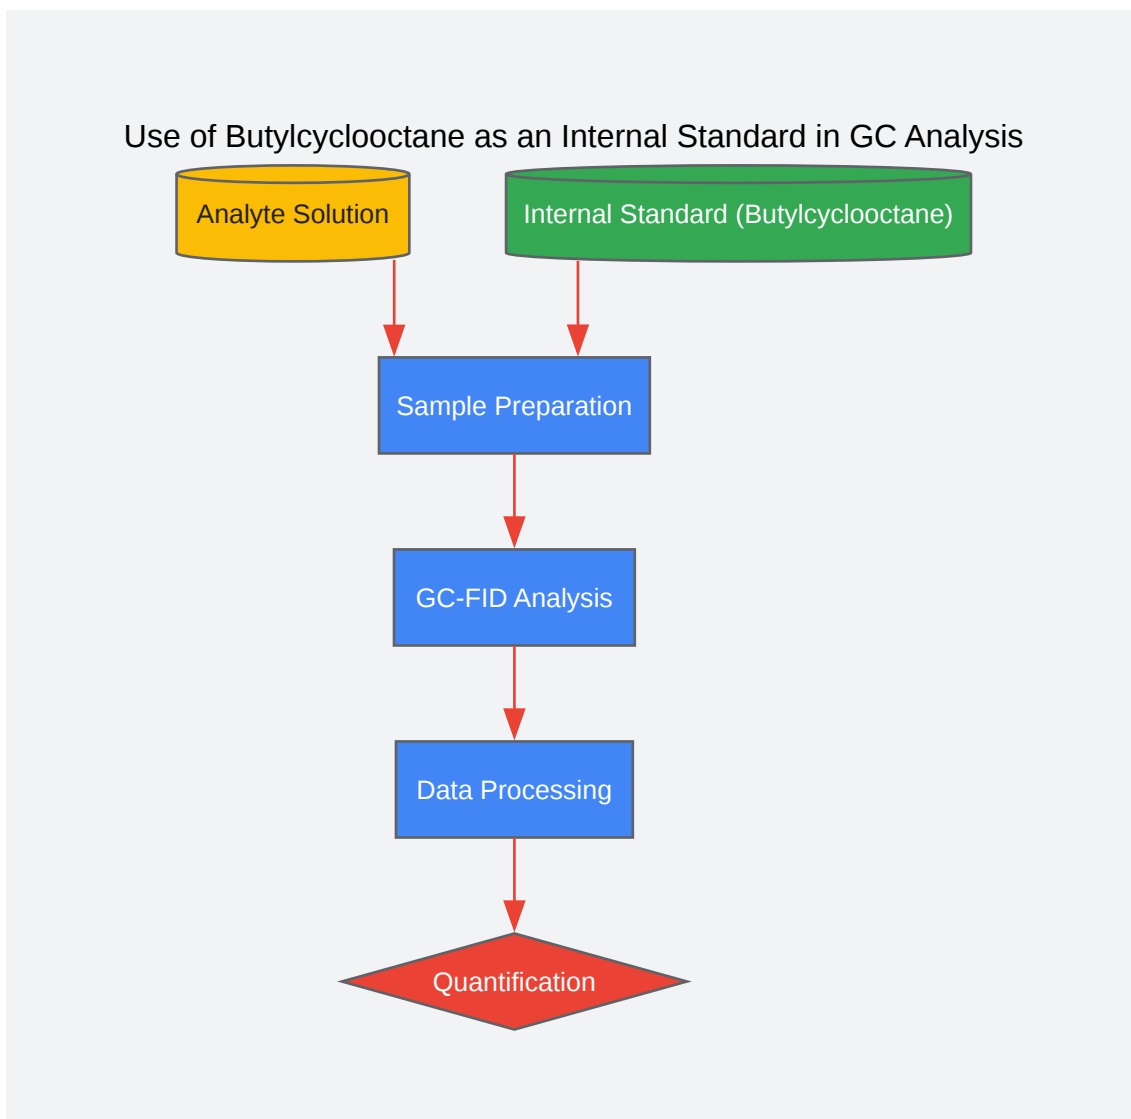 Use of Butylcyclooctane as an Internal Standard in GC Analysis
Analyte Solution
Internal Standard (Butylcyclooctane)
Sample Preparation
GC-FID Analysis
Data Processing
Quantification